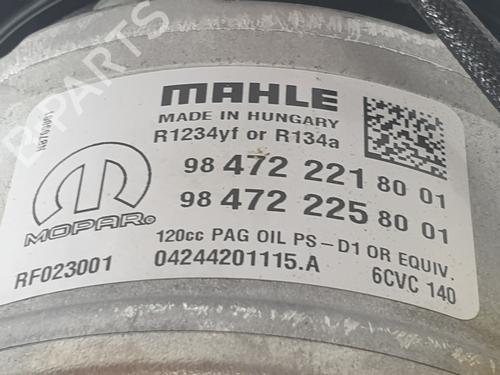 B-PARTS
MAHLE
MADE IN HUNGARY
R1234yf or R134a
98 472 221 80 01
98 472 225 80 01
MOPAR®
120cc PAG OIL PS-D1 OR EQUIV.
RF023001 04244201115.A 6CVC 140